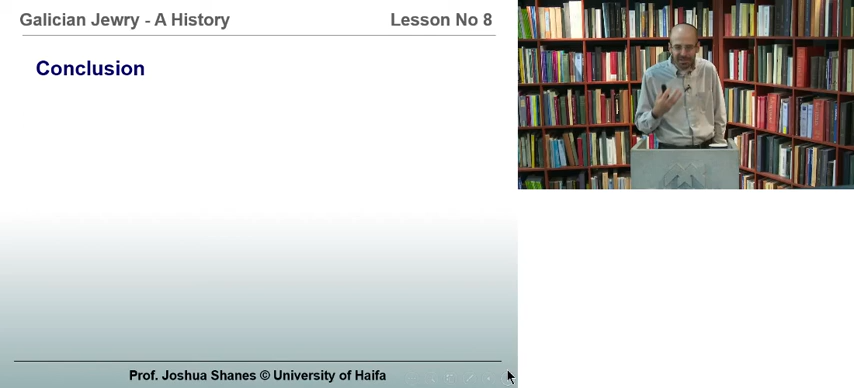 Galician Jewry - A History
Lesson No 8
Conclusion
Prof. Joshua Shanes © University of Haifa